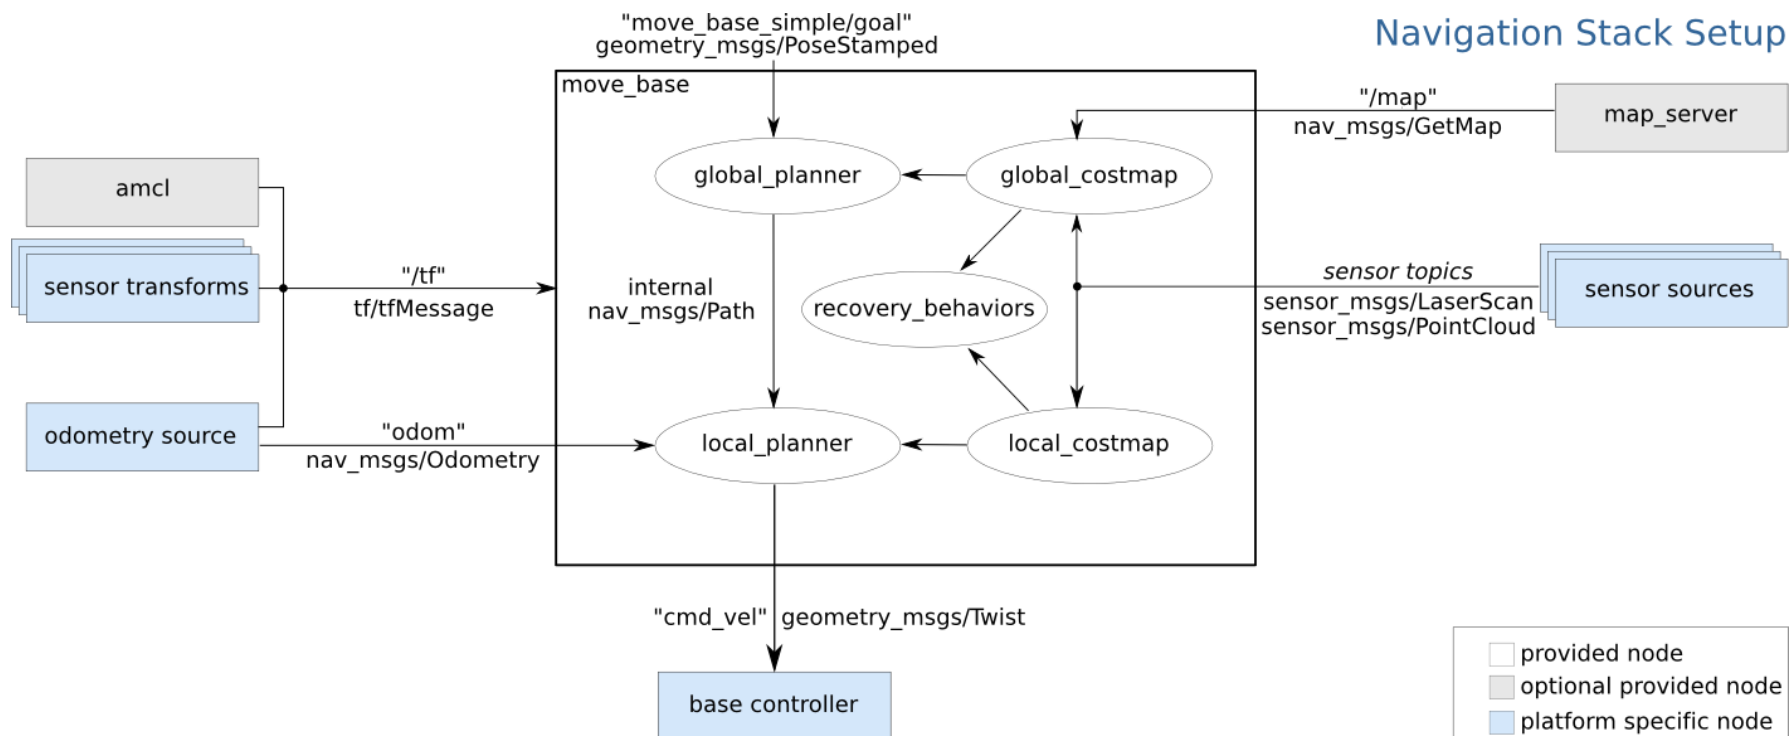 "move_base_simple/goal"
geometry_msgs/PoseStamped
Navigation Stack Setup
move_base
"/map"
nav_msgs/GetMap
map_server
amcl
global_planner
global_costmap
sensor transforms
"/tf"
tf/tfMessage
internal
nav_msgs/Path
recovery_behaviors
sensor topics
sensor_msgs/LaserScan
sensor_msgs/PointCloud
sensor sources
odometry source
"odom"
nav_msgs/Odometry
local_planner
local_costmap
"cmd_vel" geometry_msgs/Twist
base controller
provided node
optional provided node
platform specific node